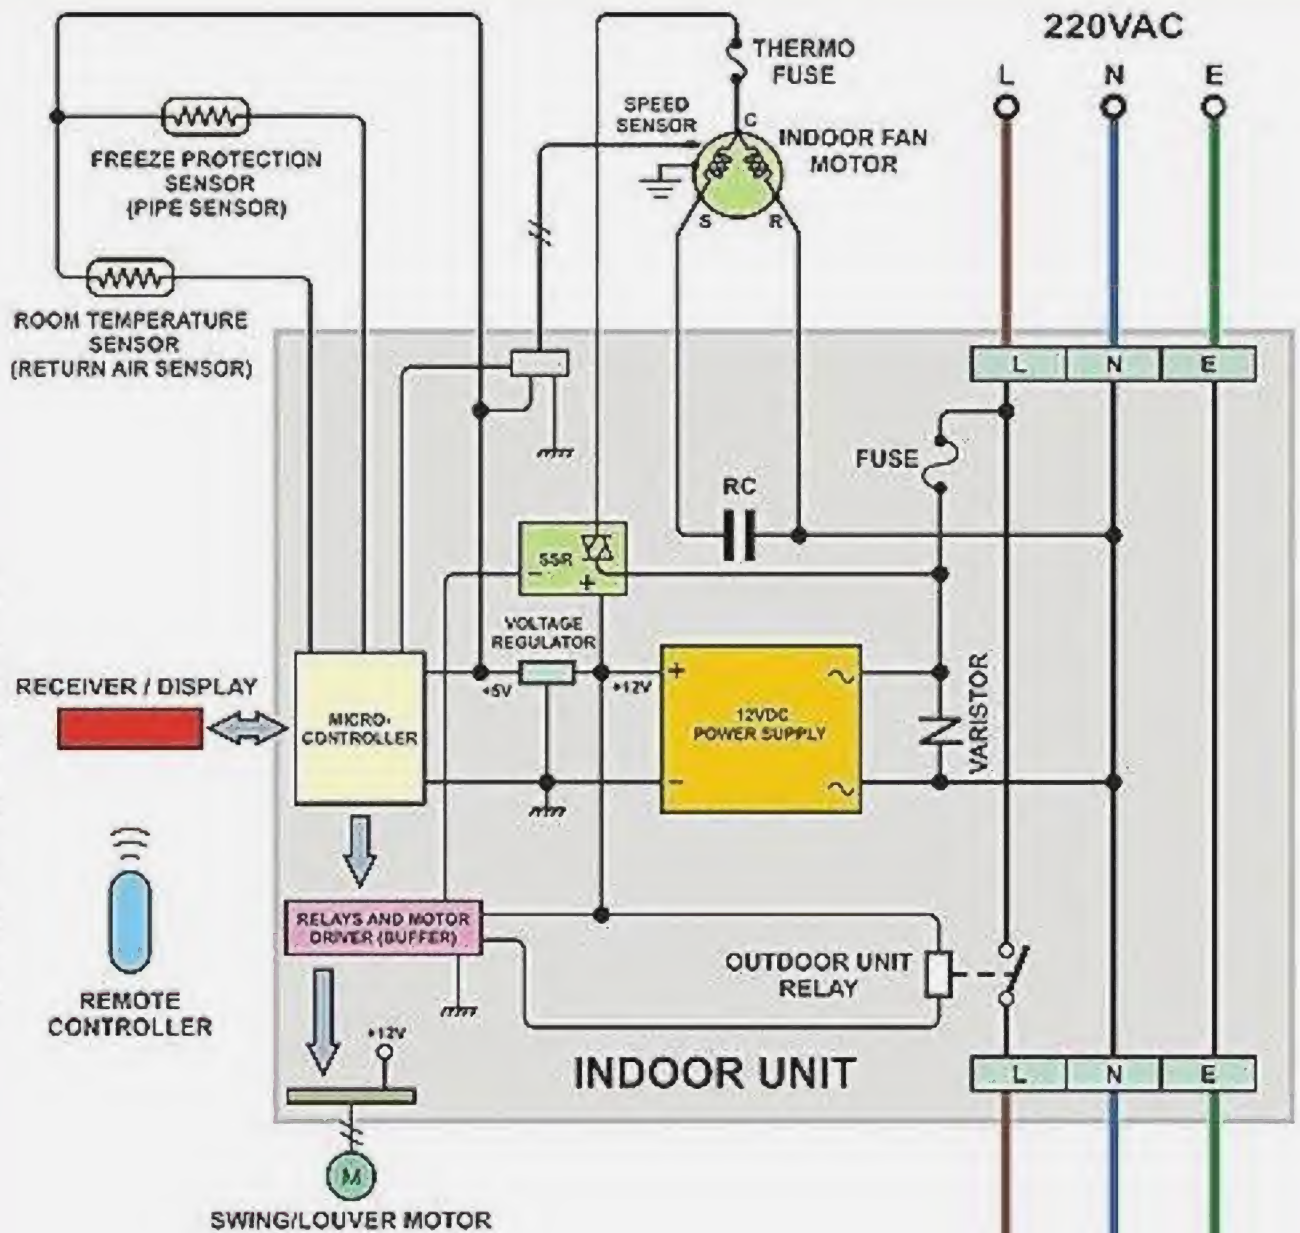 220VAC
L N E
THERMO
FUSE
SPEED
SENSOR
C
INDOOR FAN
MOTOR
S R
FREEZE PROTECTION
SENSOR
(PIPE SENSOR)
ROOM TEMPERATURE
SENSOR
(RETURN AIR SENSOR)
L N E
FUSE
RC
SSR
- +
VOLTAGE
REGULATOR
+5V +12V
+ ~
12VDC
POWER SUPPLY
- ~
VARISTOR
RECEIVER / DISPLAY
MICRO-
CONTROLLER
RELAYS AND MOTOR
DRIVER (BUFFER)
OUTDOOR UNIT
RELAY
REMOTE
CONTROLLER
+12V
INDOOR UNIT
L N E
M
SWING/LOUVER MOTOR